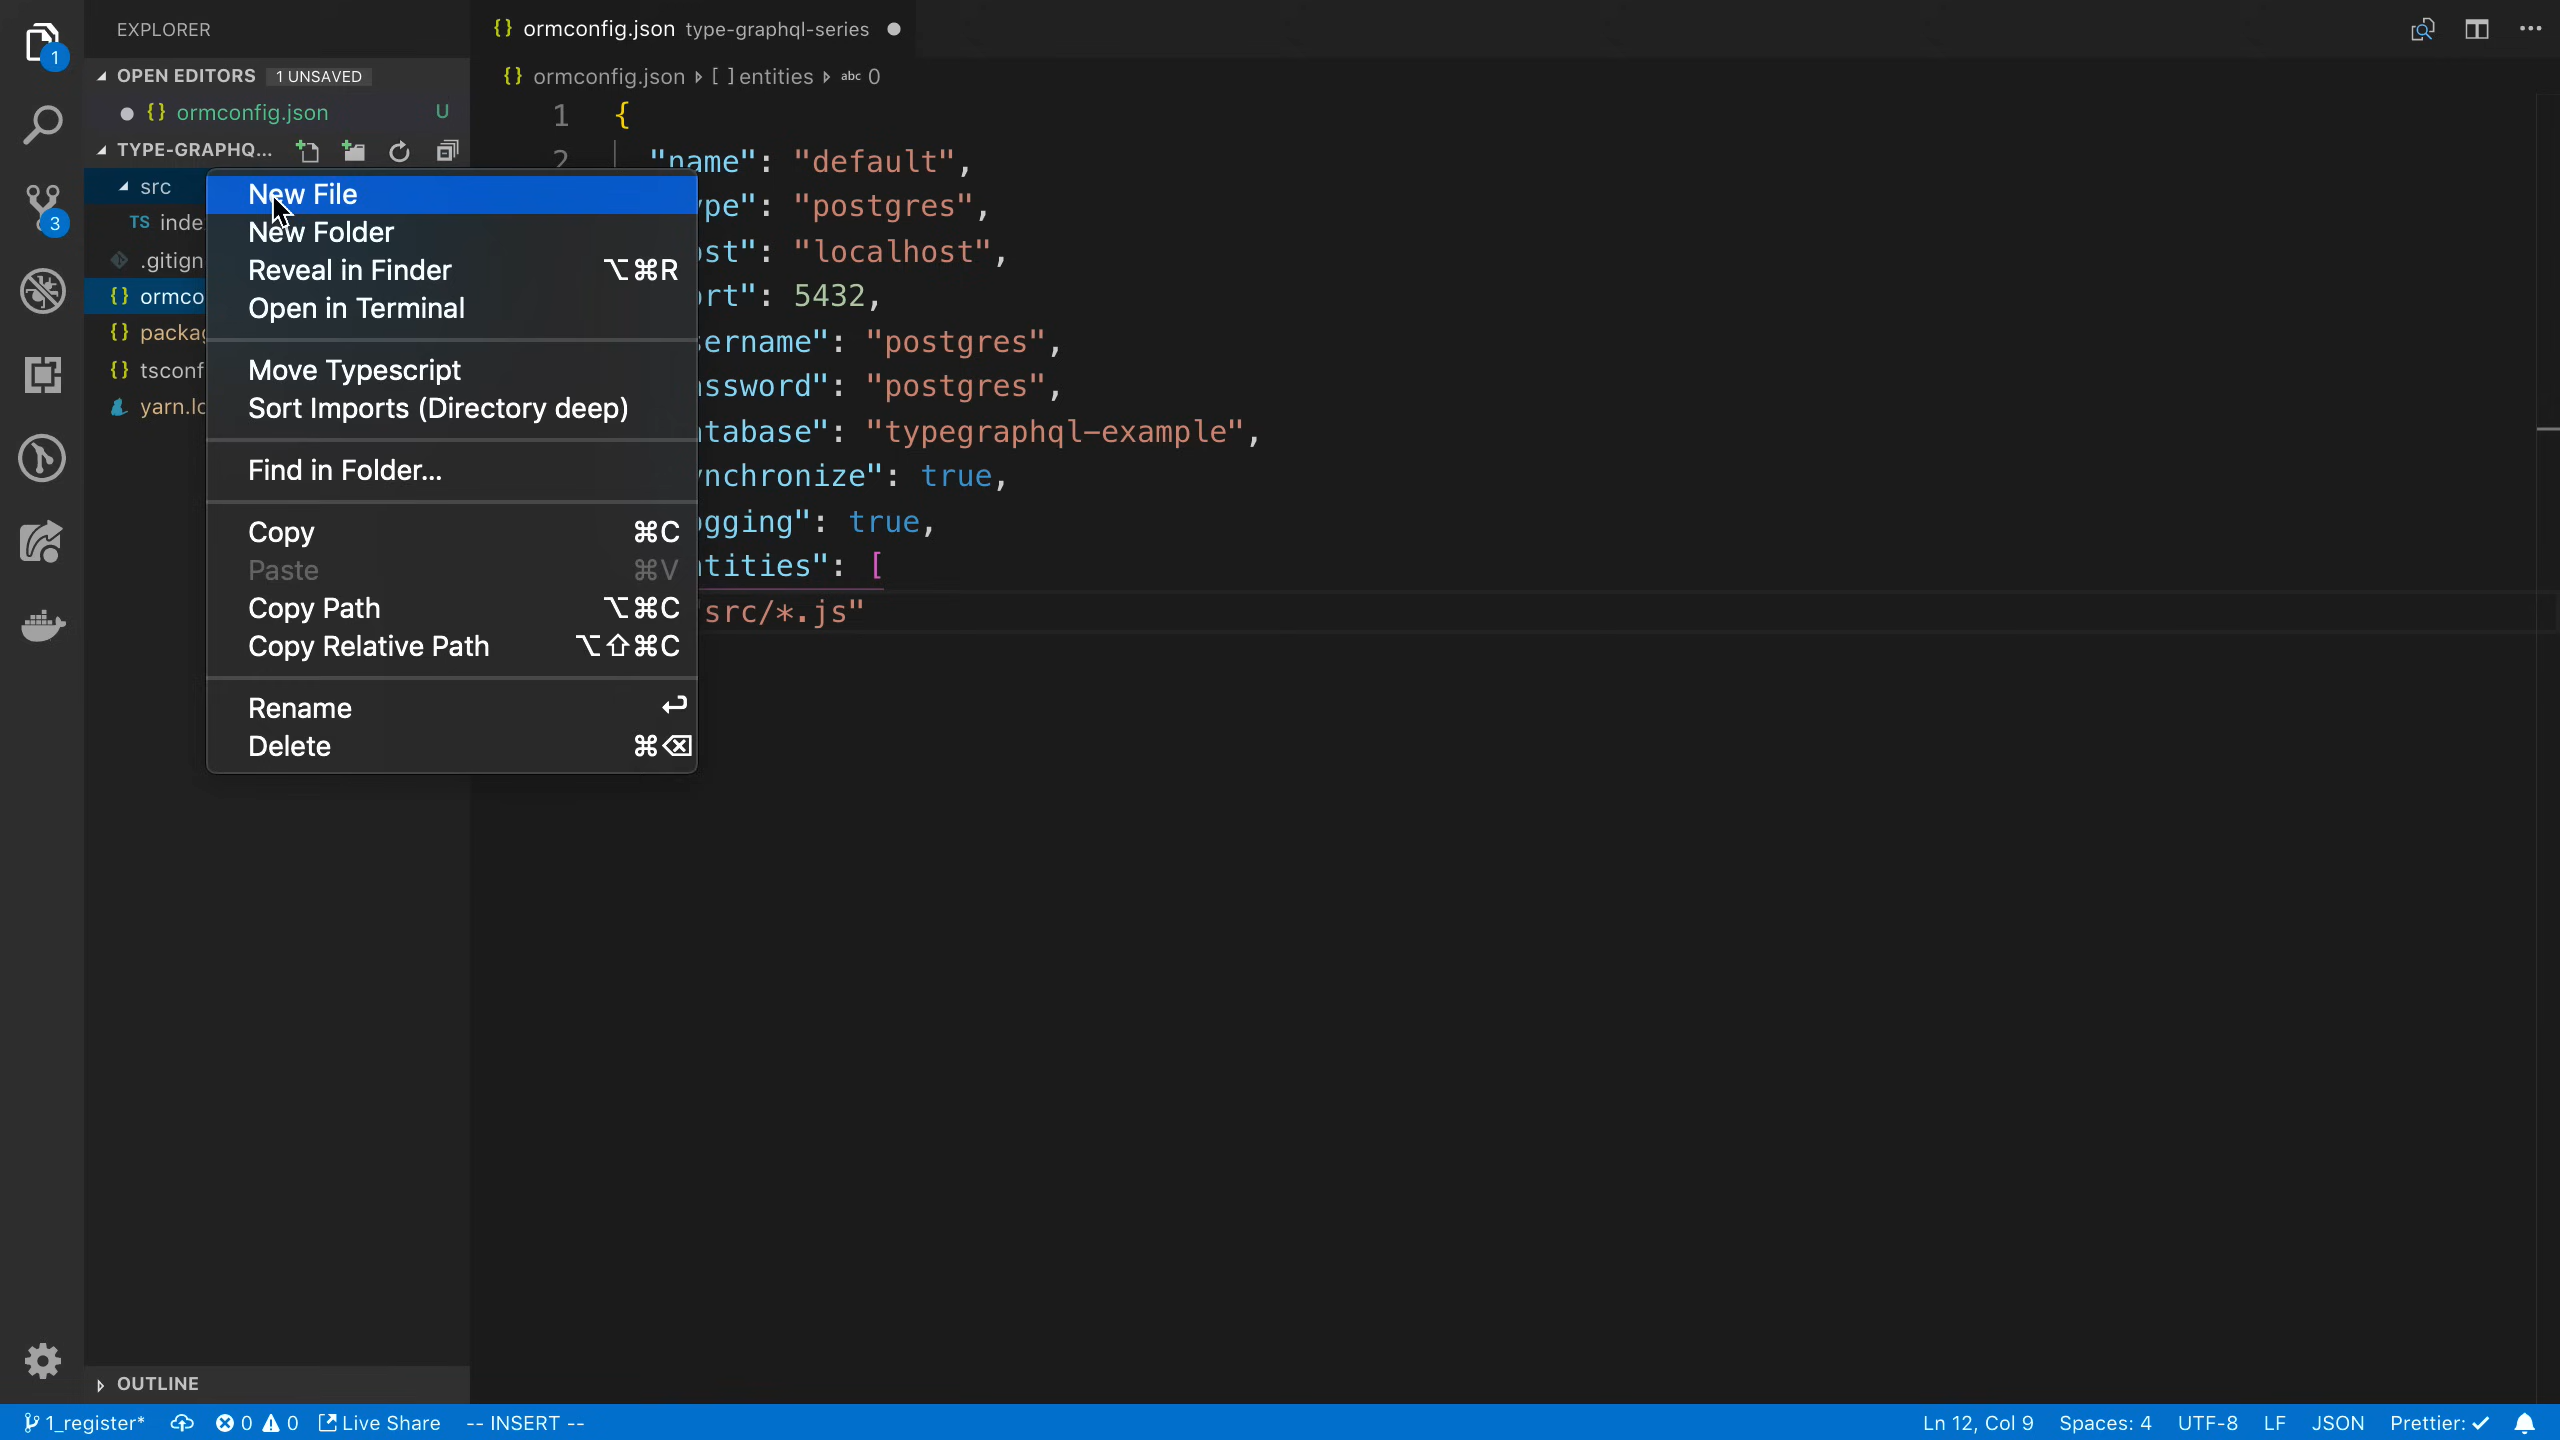 EXPLORER
OPEN EDITORS 1 UNSAVED
{} ormconfig.json U
TYPE-GRAPHQ...
src
TS inde
.gitign
{} ormco
{} packag
{} tsconf
yarn.lo
OUTLINE
New File
New Folder
Reveal in Finder ⌥⌘R
Open in Terminal
Move Typescript
Sort Imports (Directory deep)
Find in Folder...
Copy ⌘C
Paste ⌘V
Copy Path ⌥⌘C
Copy Relative Path ⌥⇧⌘C
Rename ↩
Delete ⌘⌫
{} ormconfig.json type-graphql-series
{} ormconfig.json [ ] entities abc 0
1 {
2 "name": "default",
pe": "postgres",
st": "localhost",
rt": 5432,
ername": "postgres",
ssword": "postgres",
tabase": "typegraphql-example",
nchronize": true,
gging": true,
tities": [
"src/*.js"
1
3
1_register* 0 0 Live Share -- INSERT -- Ln 12, Col 9 Spaces: 4 UTF-8 LF JSON Prettier: ✓